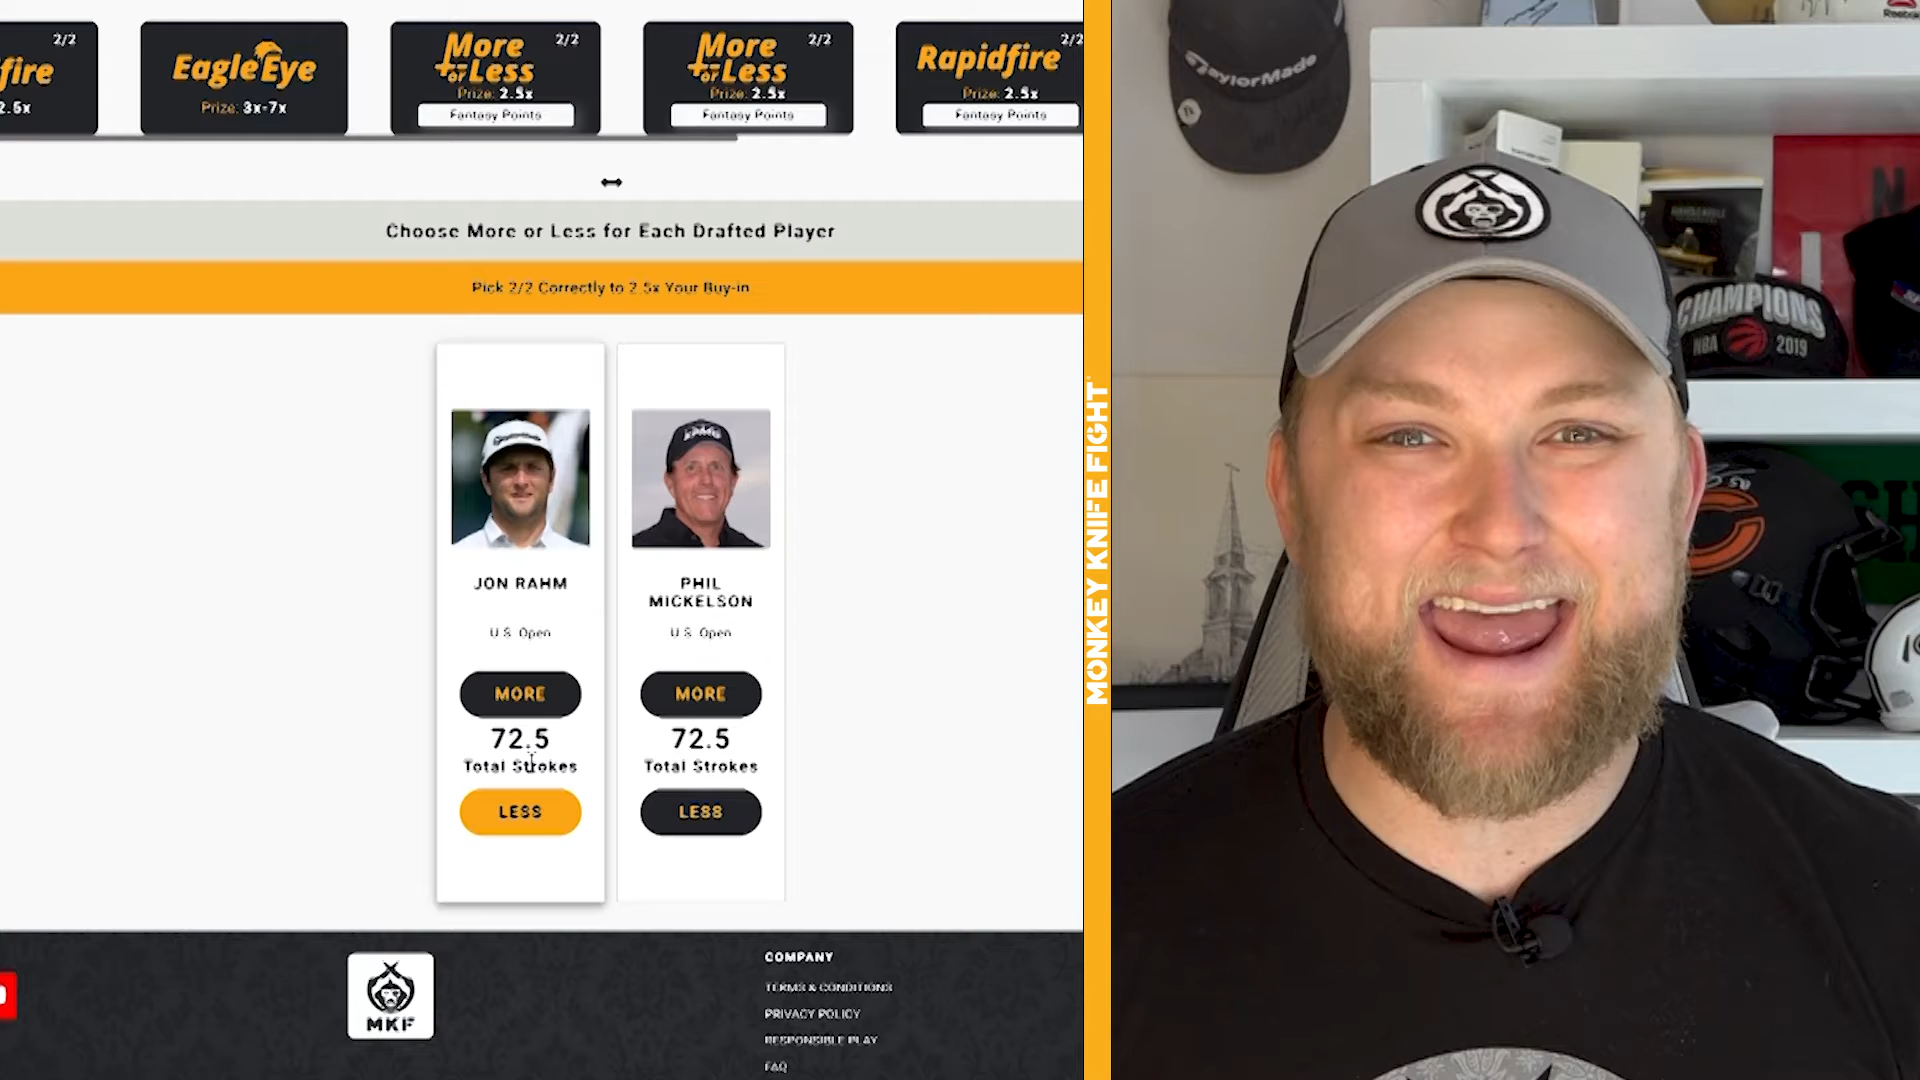 2/2
fire
2.5x
EagleEye
Prize: 3x-7x
More
or Less
2/2
Prize: 2.5x
Fantasy Points
More
or Less
2/2
Prize: 2.5x
Fantasy Points
Rapidfire
2/2
Prize: 2.5x
Fantasy Points
Choose More or Less for Each Drafted Player
Pick 2/2 Correctly to 2.5x Your Buy-in
JON RAHM
U.S. Open
MORE
72.5
Total Strokes
LESS
PHIL
MICKELSON
U.S. Open
MORE
72.5
Total Strokes
LESS
KPMG
MKF
COMPANY
TERMS & CONDITIONS
PRIVACY POLICY
RESPONSIBLE PLAY
FAQ
MONKEY KNIFE FIGHT
TaylorMade
Reebok
CHAMPIONS
NBA
2019